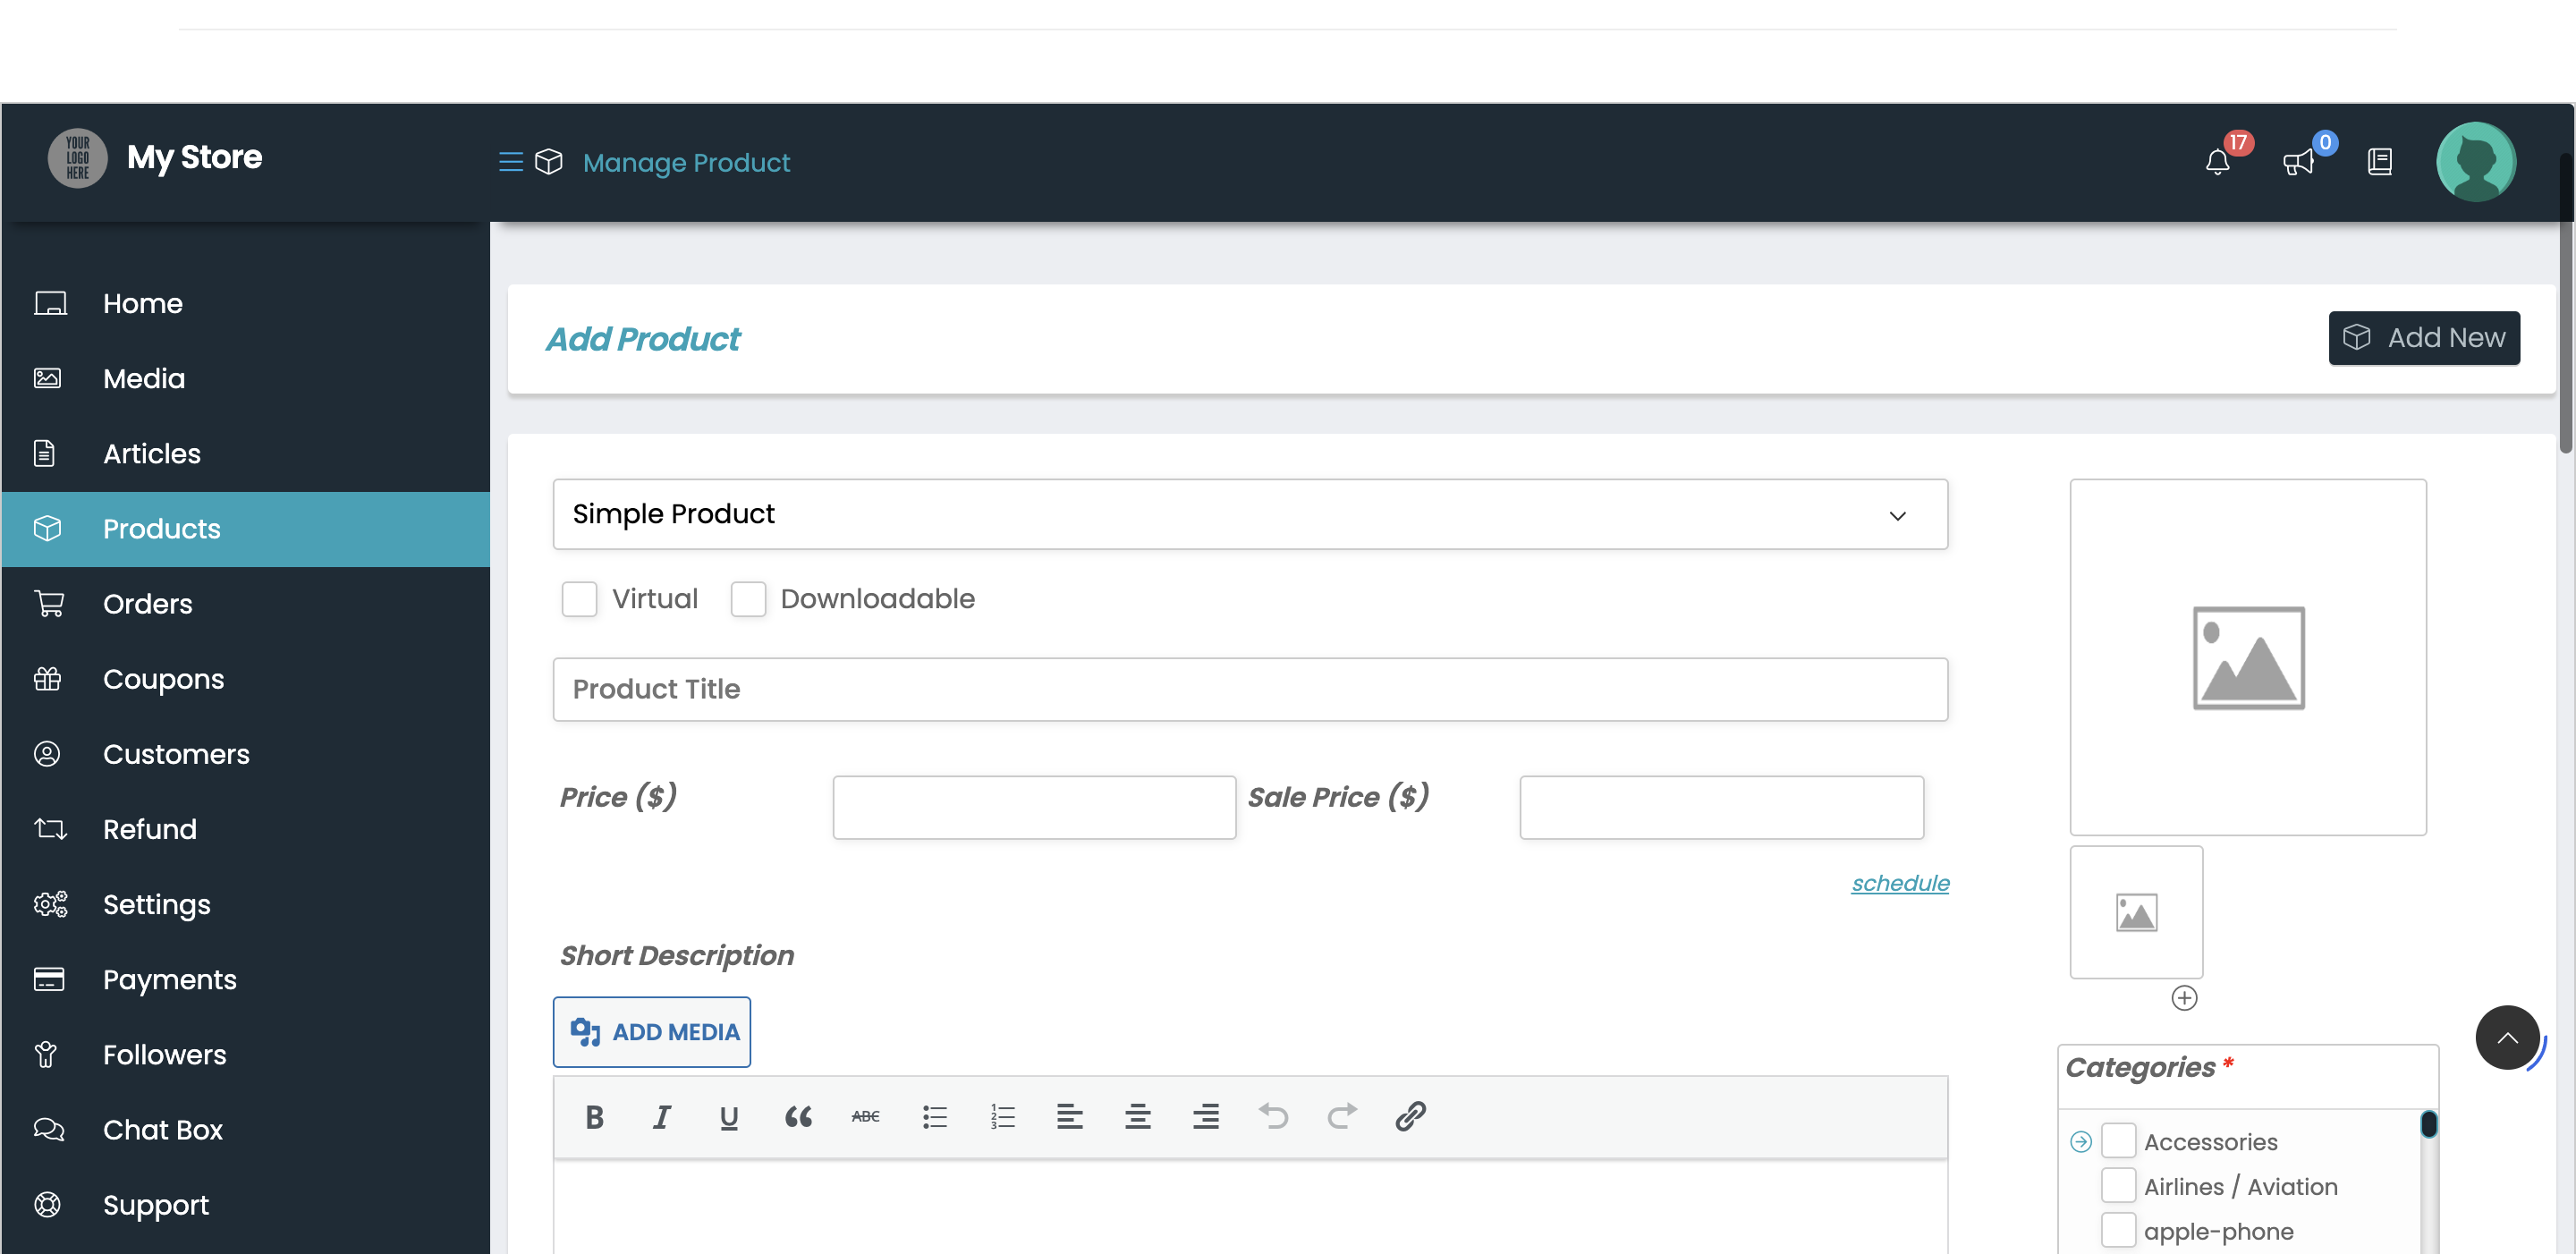 YOUR
LOGO
HERE
My Store
Manage Product
17
0
Home
Media
Articles
Products
Orders
Coupons
Customers
Refund
Settings
Payments
Followers
Chat Box
Support
Add Product
Add New
Simple Product
Virtual
Downloadable
Product Title
Price ($)
Sale Price ($)
schedule
Short Description
ADD MEDIA
B I U ABC
Categories *
Accessories
Airlines / Aviation
apple-phone